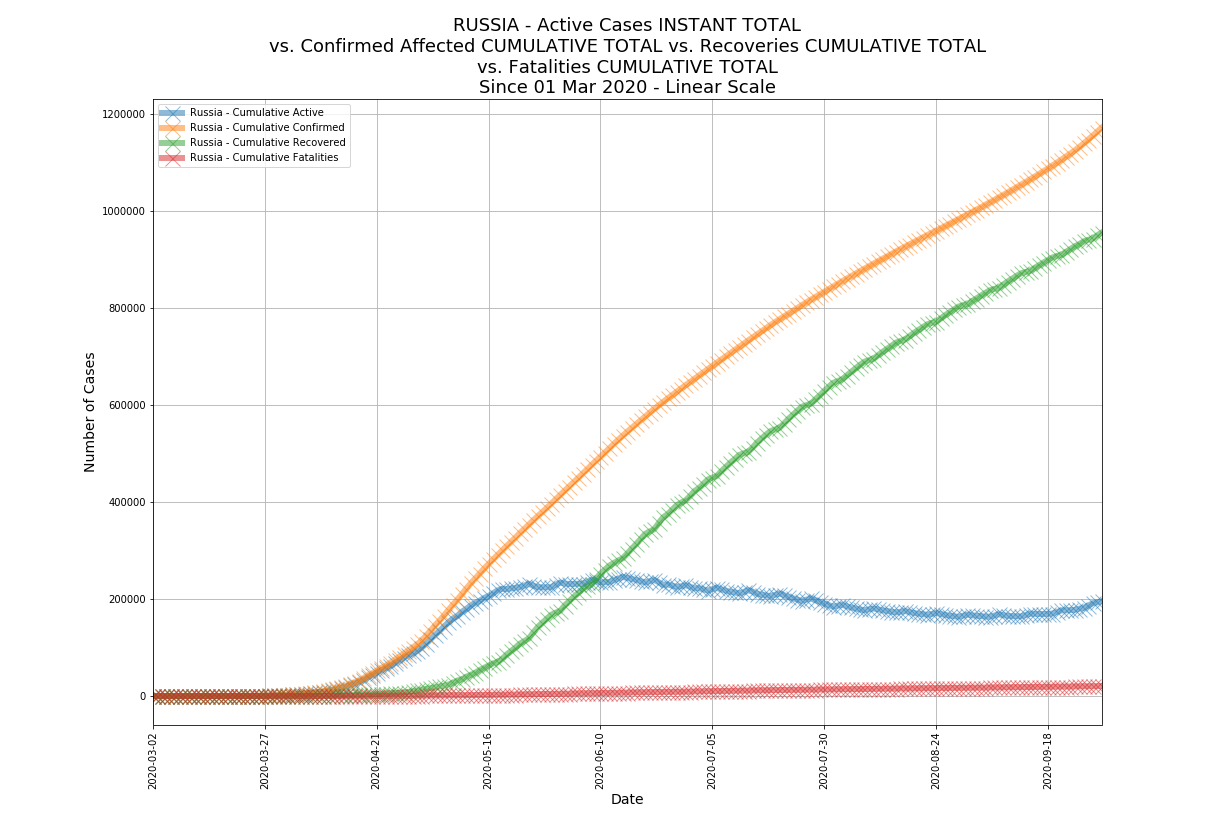 RUSSIA - Active Cases INSTANT TOTAL
vs. Confirmed Affected CUMULATIVE TOTAL vs. Recoveries CUMULATIVE TOTAL
vs. Fatalities CUMULATIVE TOTAL
Since 01 Mar 2020 - Linear Scale
Russia - Cumulative Active
Russia - Cumulative Confirmed
Russia - Cumulative Recovered
Russia - Cumulative Fatalities
Number of Cases
1200000
1000000
800000
600000
400000
200000
0
2020-03-02
2020-03-27
2020-04-21
2020-05-16
2020-06-10
2020-07-05
2020-07-30
2020-08-24
2020-09-18
Date